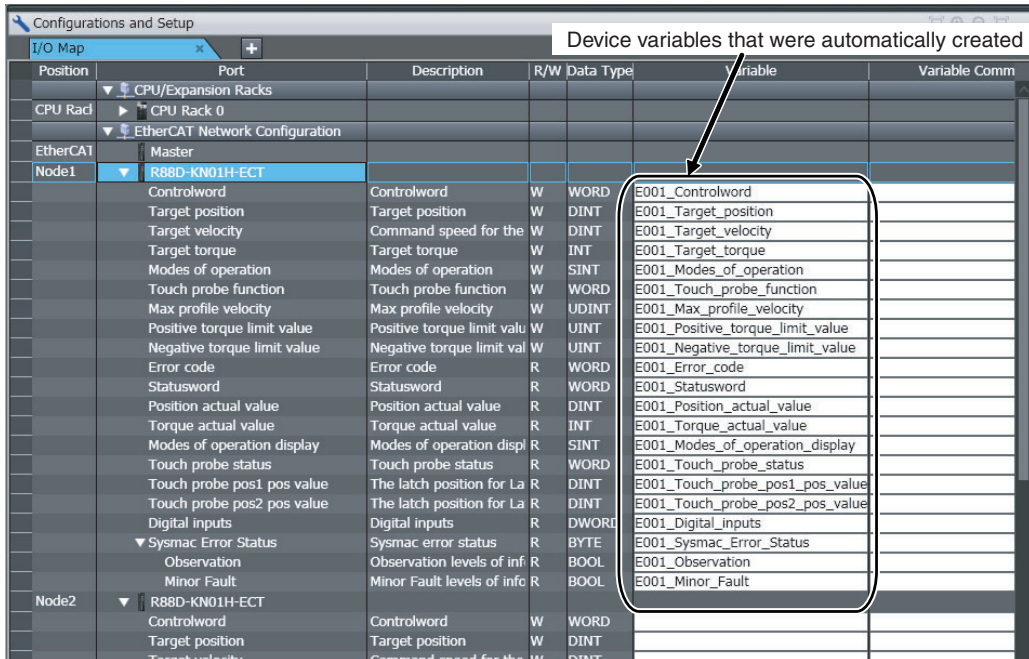 Configurations and Setup
I/O Map × +
Device variables that were automatically created
Position Port Description R/W Data Type Variable Variable Comm
▼ CPU/Expansion Racks
CPU Rack ▶ CPU Rack 0
▼ EtherCAT Network Configuration
EtherCAT Master
Node1 ▼ R88D-KN01H-ECT
Controlword Controlword W WORD E001_Controlword
Target position Target position W DINT E001_Target_position
Target velocity Command speed for the W DINT E001_Target_velocity
Target torque Target torque W INT E001_Target_torque
Modes of operation Modes of operation W SINT E001_Modes_of_operation
Touch probe function Touch probe function W WORD E001_Touch_probe_function
Max profile velocity Max profile velocity W UDINT E001_Max_profile_velocity
Positive torque limit value Positive torque limit valu W UINT E001_Positive_torque_limit_value
Negative torque limit value Negative torque limit val W UINT E001_Negative_torque_limit_value
Error code Error code R WORD E001_Error_code
Statusword Statusword R WORD E001_Statusword
Position actual value Position actual value R DINT E001_Position_actual_value
Torque actual value Torque actual value R INT E001_Torque_actual_value
Modes of operation display Modes of operation displ R SINT E001_Modes_of_operation_display
Touch probe status Touch probe status R WORD E001_Touch_probe_status
Touch probe pos1 pos value The latch position for La R DINT E001_Touch_probe_pos1_pos_value
Touch probe pos2 pos value The latch position for La R DINT E001_Touch_probe_pos2_pos_value
Digital inputs Digital inputs R DWORD E001_Digital_inputs
▼ Sysmac Error Status Sysmac error status R BYTE E001_Sysmac_Error_Status
Observation Observation levels of inf R BOOL E001_Observation
Minor Fault Minor Fault levels of info R BOOL E001_Minor_Fault
Node2 ▼ R88D-KN01H-ECT
Controlword Controlword W WORD
Target position Target position W DINT
Target velocity Command speed for the W DINT